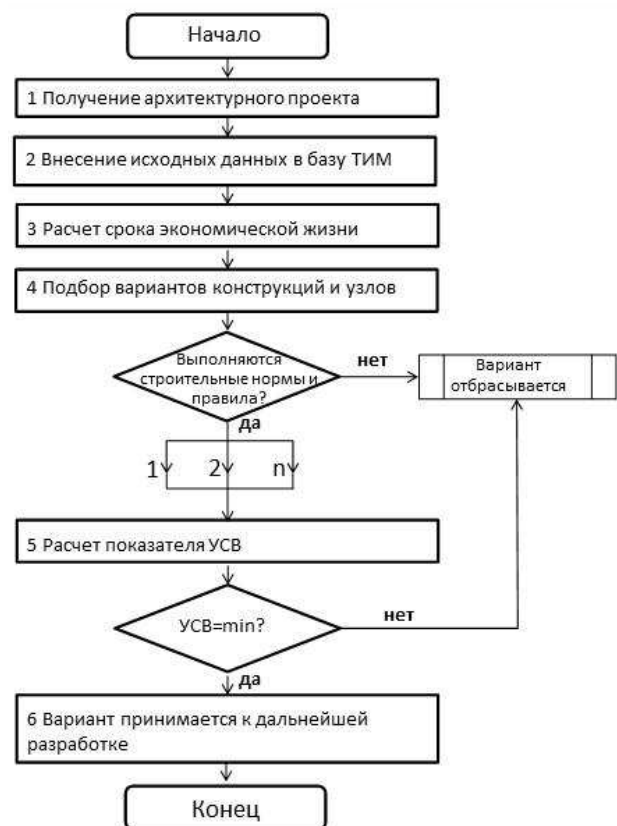 Начало
1 Получение архитектурного проекта
2 Внесение исходных данных в базу ТИМ
3 Расчет срока экономической жизни
4 Подбор вариантов конструкций и узлов
Выполняются
строительные нормы и
правила?
нет
Вариант
отбрасывается
да
1 2 n
5 Расчет показателя УСВ
УСВ=min?
нет
да
6 Вариант принимается к дальнейшей
разработке
Конец